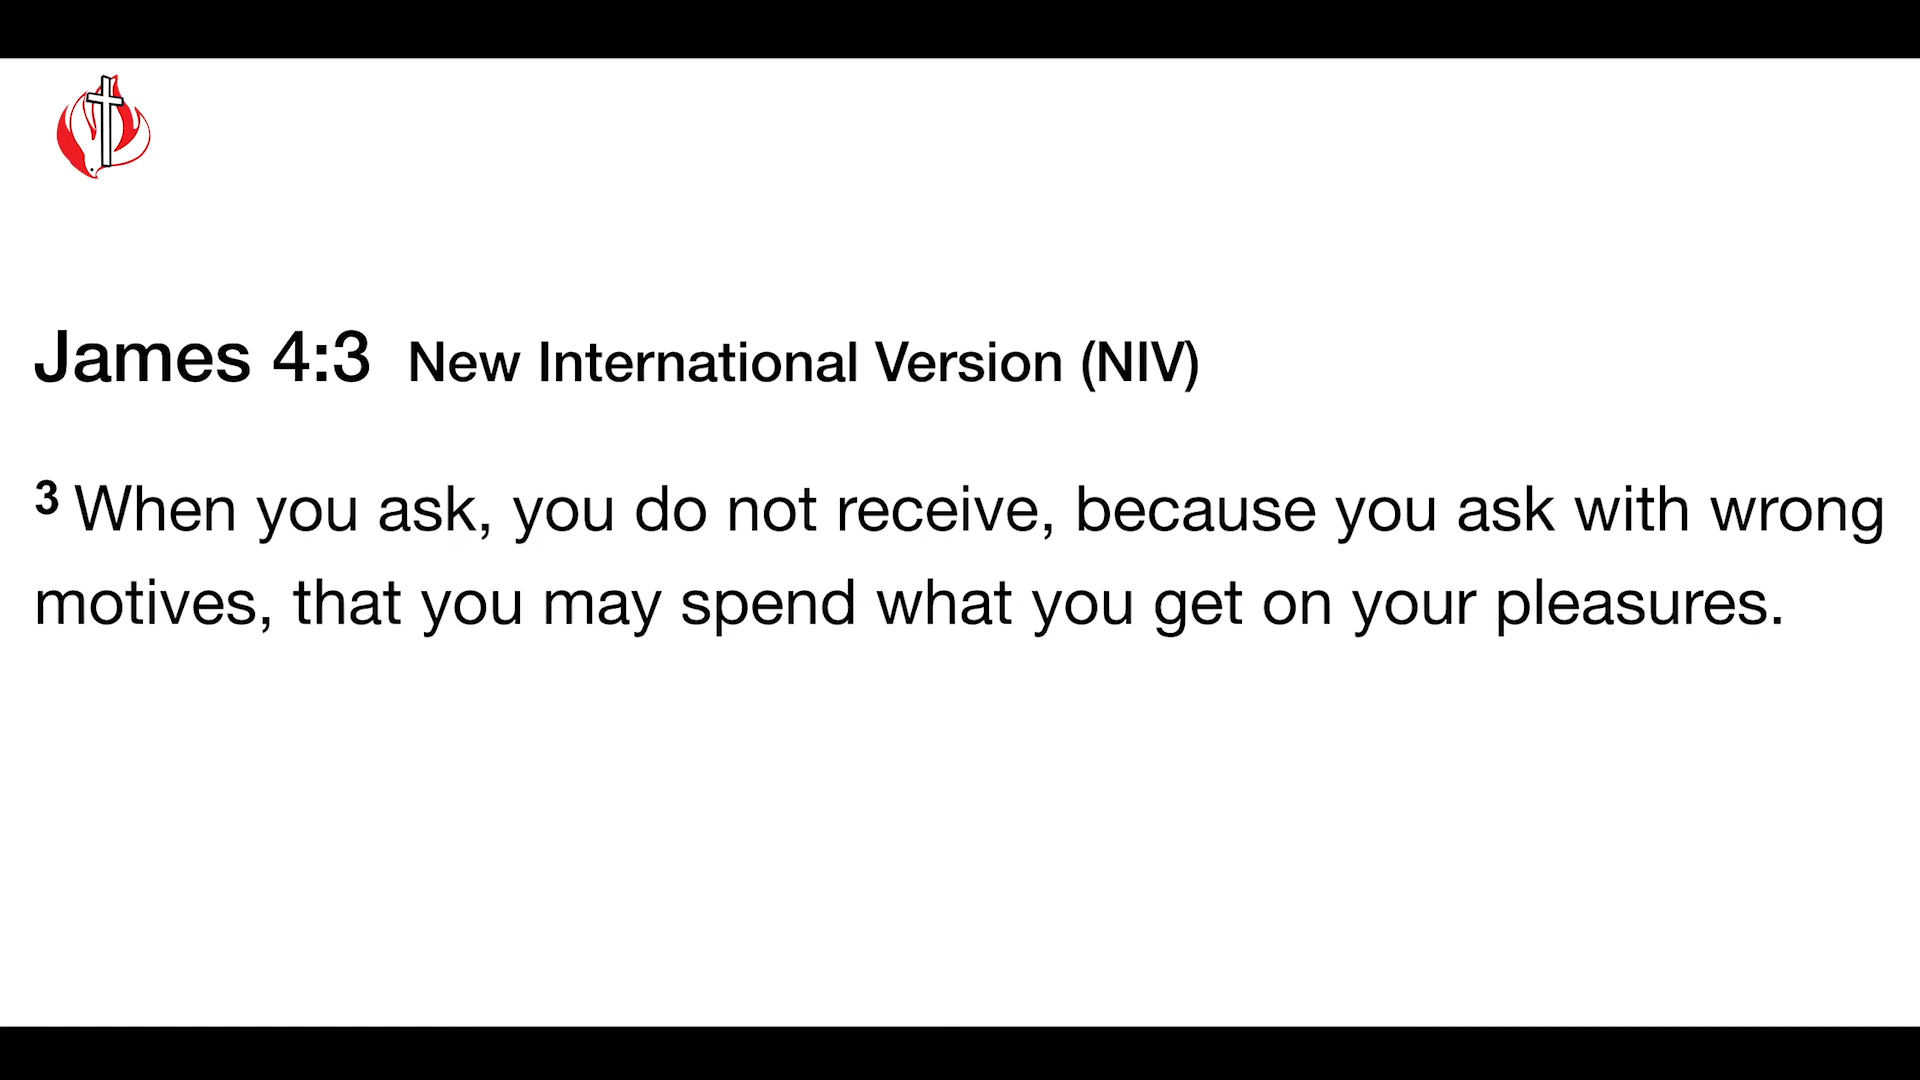 James 4:3 New International Version (NIV)
3 When you ask, you do not receive, because you ask with wrong
motives, that you may spend what you get on your pleasures.